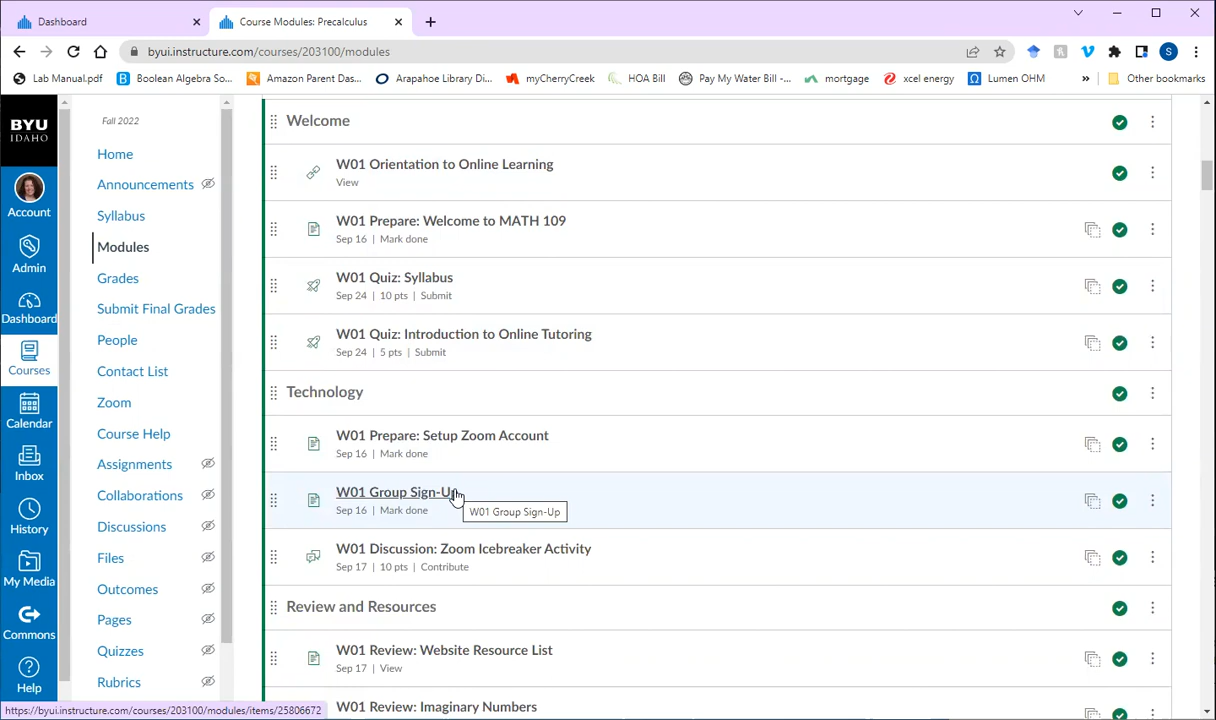 Dashboard
Course Modules: Precalculus
byui.instructure.com/courses/203100/modules
S
Lab Manual.pdf
Boolean Algebra So...
Amazon Parent Das...
Arapahoe Library Di...
myCherryCreek
HOA Bill
Pay My Water Bill -...
mortgage
xcel energy
Lumen OHM
»
Other bookmarks
BYU
IDAHO
Account
Admin
Dashboard
Courses
Calendar
Inbox
History
My Media
Commons
Help
Fall 2022
Home
Announcements
Syllabus
Modules
Grades
Submit Final Grades
People
Contact List
Zoom
Course Help
Assignments
Collaborations
Discussions
Files
Outcomes
Pages
Quizzes
Rubrics
Welcome
W01 Orientation to Online Learning
View
W01 Prepare: Welcome to MATH 109
Sep 16 | Mark done
W01 Quiz: Syllabus
Sep 24 | 10 pts | Submit
W01 Quiz: Introduction to Online Tutoring
Sep 24 | 5 pts | Submit
Technology
W01 Prepare: Setup Zoom Account
Sep 16 | Mark done
W01 Group Sign-Up
Sep 16 | Mark done
W01 Group Sign-Up
W01 Discussion: Zoom Icebreaker Activity
Sep 17 | 10 pts | Contribute
Review and Resources
W01 Review: Website Resource List
Sep 17 | View
W01 Review: Imaginary Numbers
https://byui.instructure.com/courses/203100/modules/items/25806672